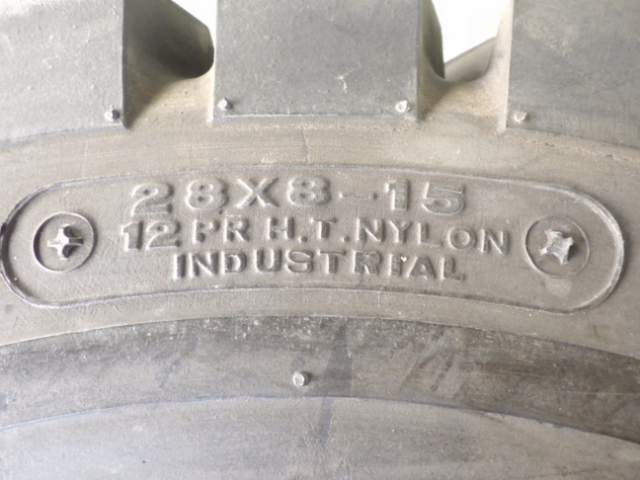 28X8-15
12 PR H.T. NYLON
INDUSTRIAL